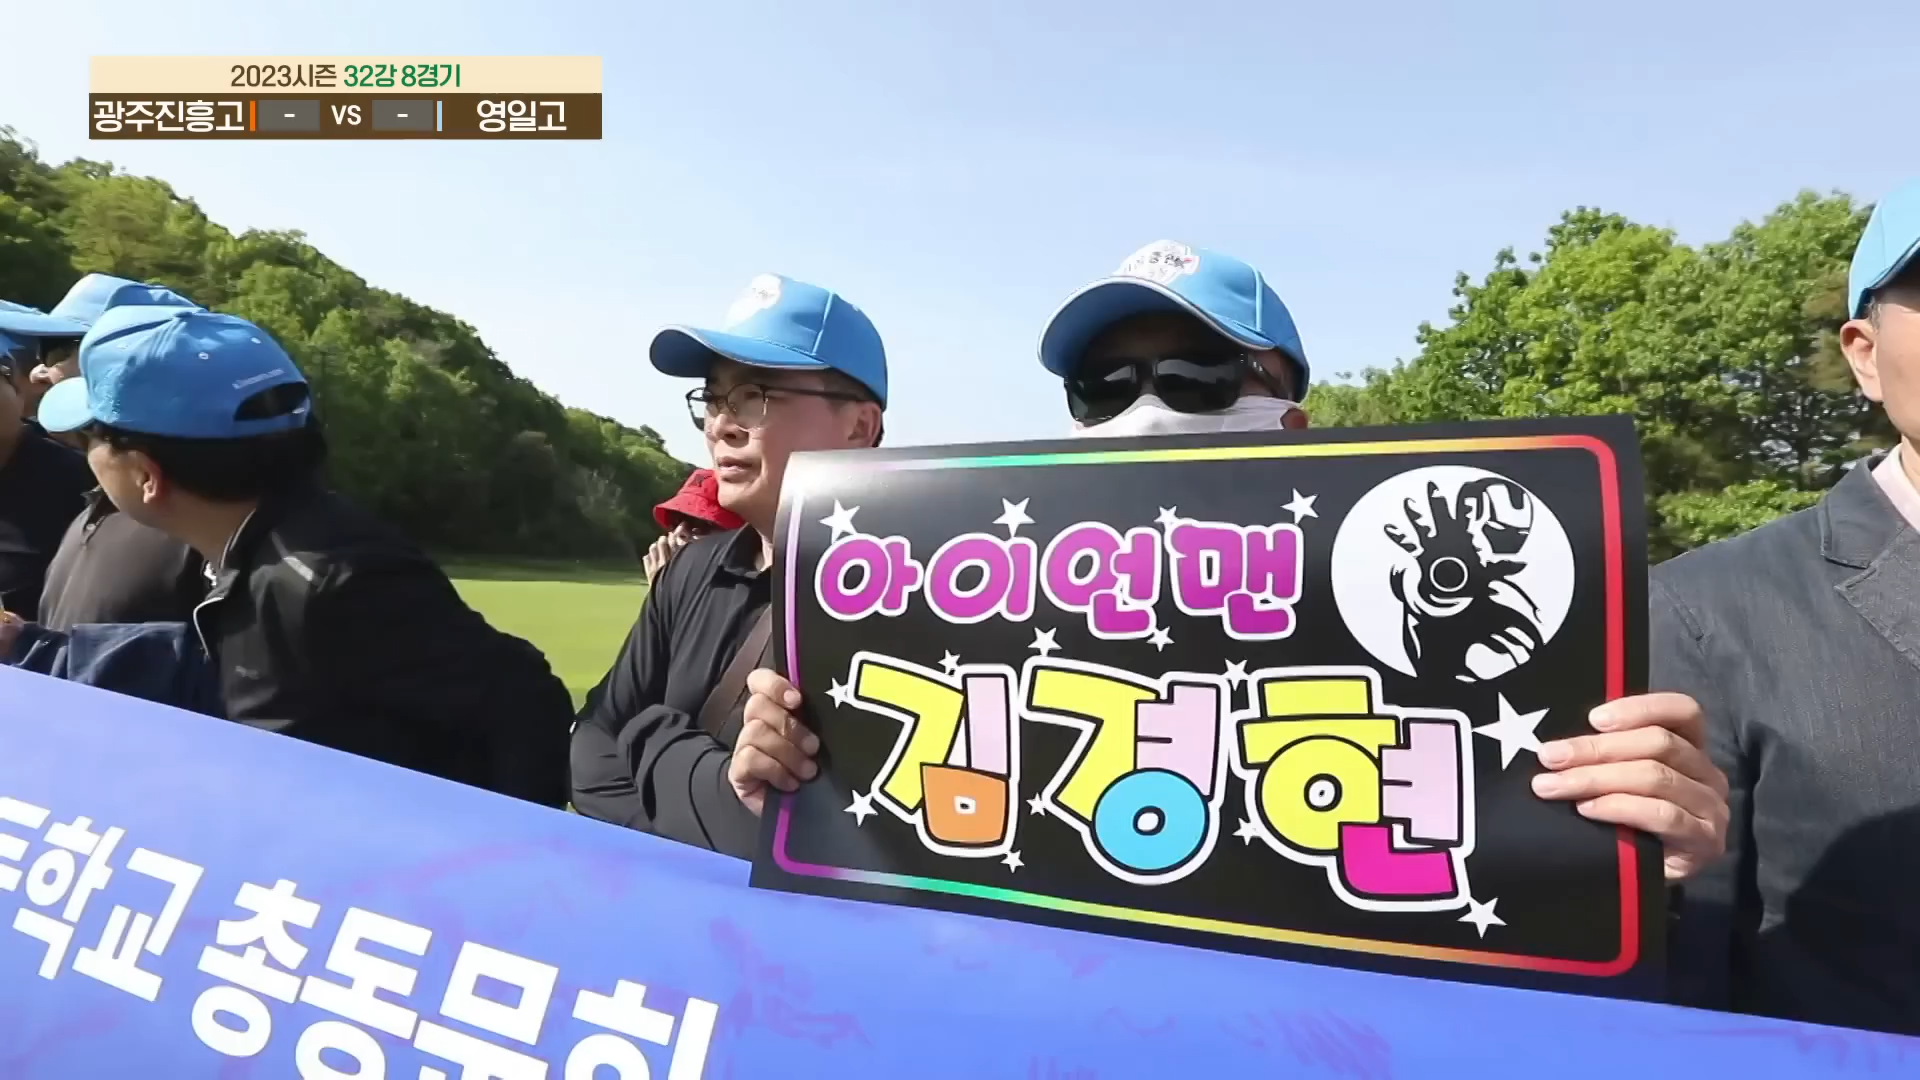 2023시즌 32강 8경기
광주진흥고 - VS - 영일고
아이언맨
김경현
등학교 총동문회